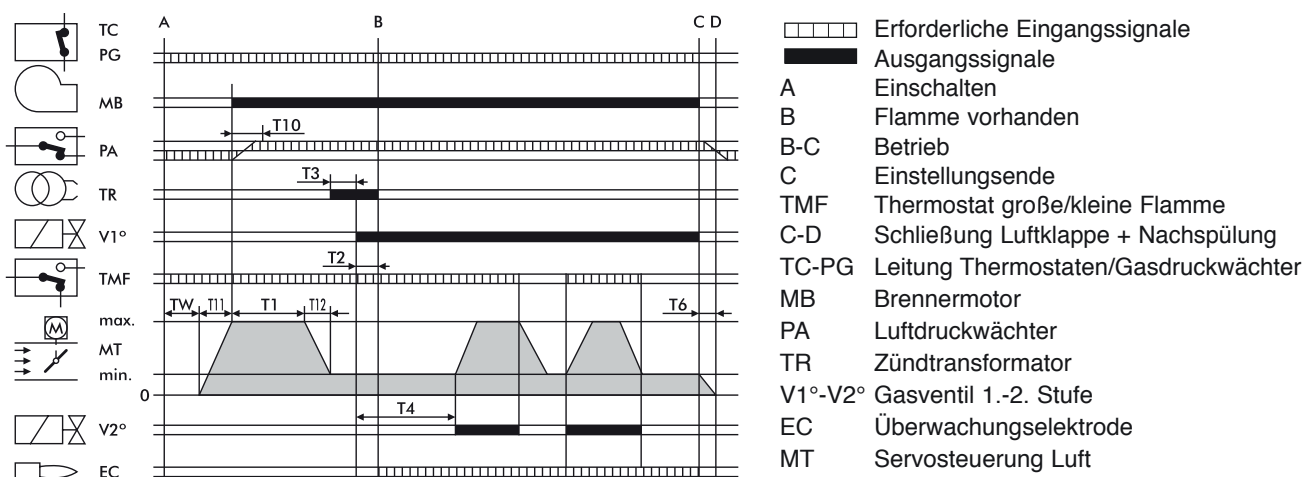 A B C D
TC
PG
MB
T10
PA
T3
TR
V1°
T2
TMF
TW T11 T1 T12 T6
max.
M
MT
min.
0
T4
V2°
EC
Erforderliche Eingangssignale
Ausgangssignale
A Einschalten
B Flamme vorhanden
B-C Betrieb
C Einstellungsende
TMF Thermostat große/kleine Flamme
C-D Schließung Luftklappe + Nachspülung
TC-PG Leitung Thermostaten/Gasdruckwächter
MB Brennermotor
PA Luftdruckwächter
TR Zündtransformator
V1°-V2° Gasventil 1.-2. Stufe
EC Überwachungselektrode
MT Servosteuerung Luft